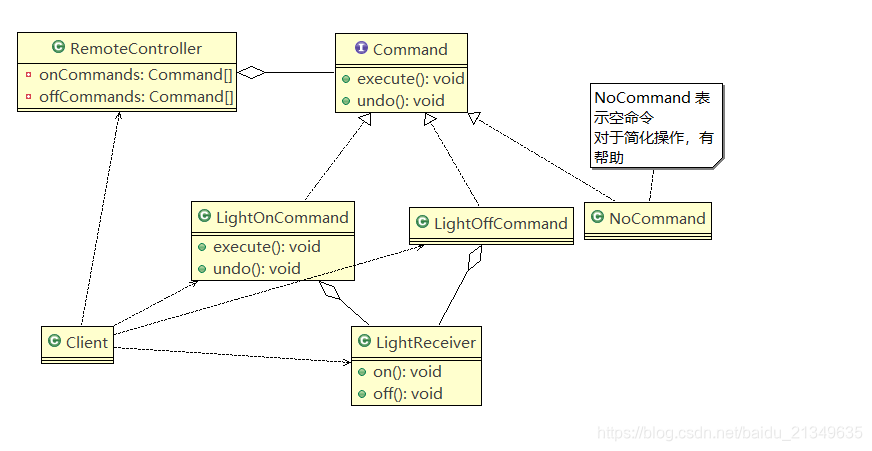 RemoteController
onCommands: Command[]
offCommands: Command[]
Command
execute(): void
undo(): void
NoCommand 表
示空命令
对于简化操作，有
帮助
LightOnCommand
execute(): void
undo(): void
LightOffCommand
NoCommand
Client
LightReceiver
on(): void
off(): void
https://blog.csdn.net/baidu_21349635